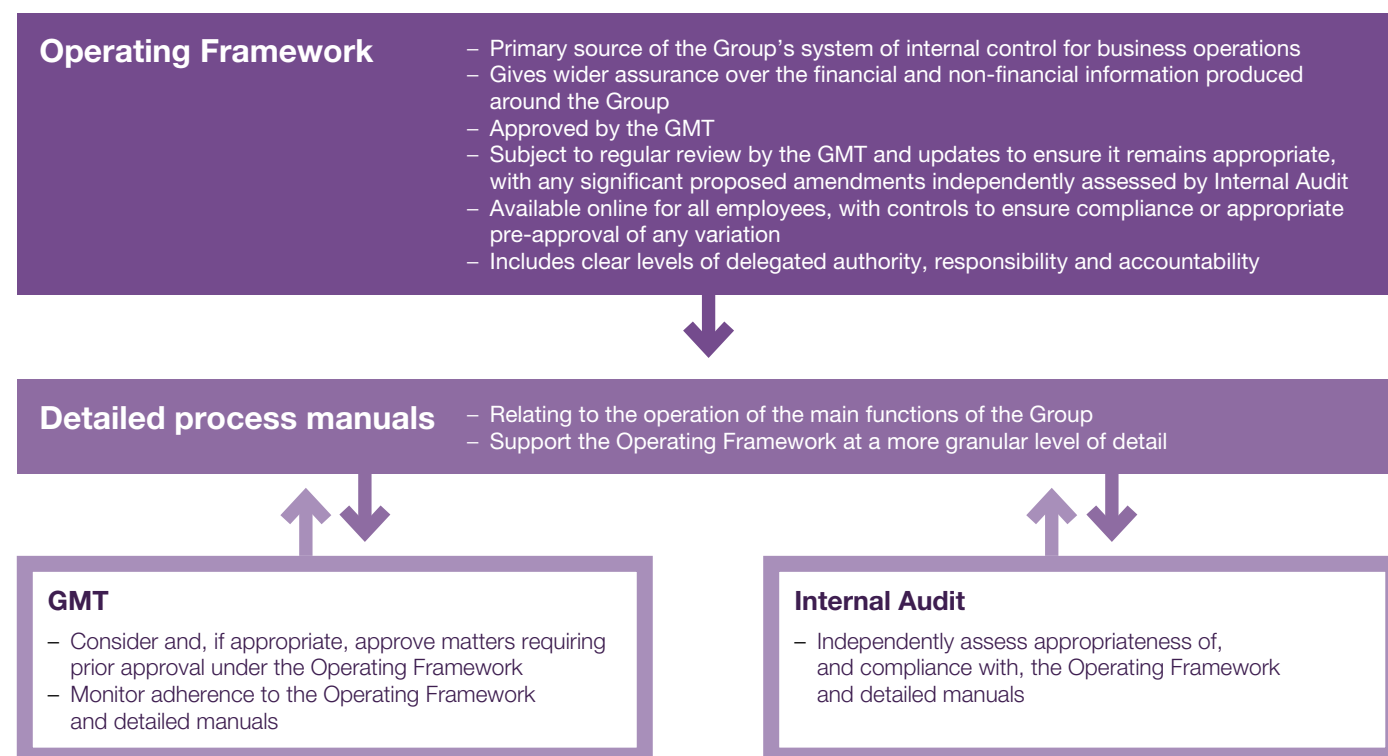 Operating Framework
– Primary source of the Group’s system of internal control for business operations
– Gives wider assurance over the financial and non-financial information produced
around the Group
– Approved by the GMT
– Subject to regular review by the GMT and updates to ensure it remains appropriate,
with any significant proposed amendments independently assessed by Internal Audit
– Available online for all employees, with controls to ensure compliance or appropriate
pre-approval of any variation
– Includes clear levels of delegated authority, responsibility and accountability
Detailed process manuals
– Relating to the operation of the main functions of the Group
– Support the Operating Framework at a more granular level of detail
GMT
– Consider and, if appropriate, approve matters requiring
prior approval under the Operating Framework
– Monitor adherence to the Operating Framework
and detailed manuals
Internal Audit
– Independently assess appropriateness of,
and compliance with, the Operating Framework
and detailed manuals